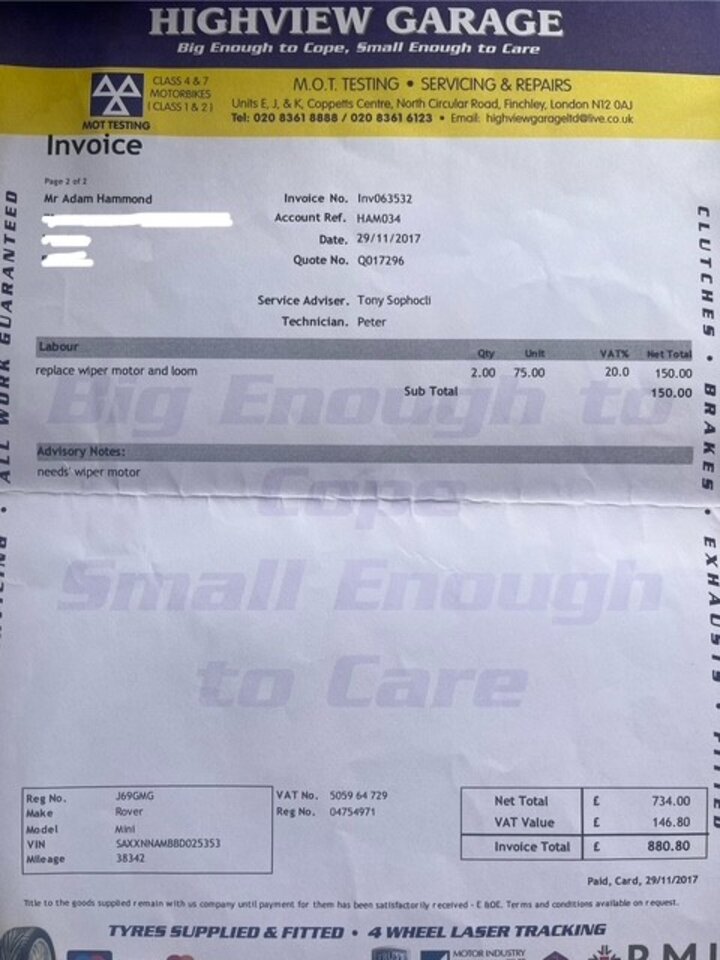 HIGHVIEW GARAGE
Big Enough to Cope, Small Enough to Care
CLASS 4 & 7
MOTORBIKES
(CLASS 1 & 2)
MOT TESTING
M.O.T. TESTING • SERVICING & REPAIRS
Units E, J, & K, Coppetts Centre, North Circular Road, Finchley, London N12 0AJ
Tel: 020 8361 8888 / 020 8361 6123 • Email: highviewgarageltd@live.co.uk
Invoice
Page 2 of 2
Mr Adam Hammond
Invoice No. Inv063532
Account Ref. HAM034
Date. 29/11/2017
Quote No. Q017296
Service Adviser. Tony Sophocli
Technician. Peter
Labour Qty Unit VAT% Net Total
replace wiper motor and loom 2.00 75.00 20.0 150.00
Sub Total 150.00
Advisory Notes:
needs' wiper motor
Big Enough to
Cope
Small Enough
to Care
ALL WORK GUARANTEED
CLUTCHES • BRAKES • EXHAUSTS •
Reg No. J69GMG
Make Rover
Model Mini
VIN SAXXNNAMBBD025353
Mileage 38342
VAT No. 5059 64 729
Reg No. 04754971
Net Total £ 734.00
VAT Value £ 146.80
Invoice Total £ 880.80
Paid, Card, 29/11/2017
Title to the goods supplied remain with us company until payment for them has been satisfactorily received - E &OE. Terms and conditions available on request.
TYRES SUPPLIED & FITTED • 4 WHEEL LASER TRACKING
MOTOR INDUSTRY